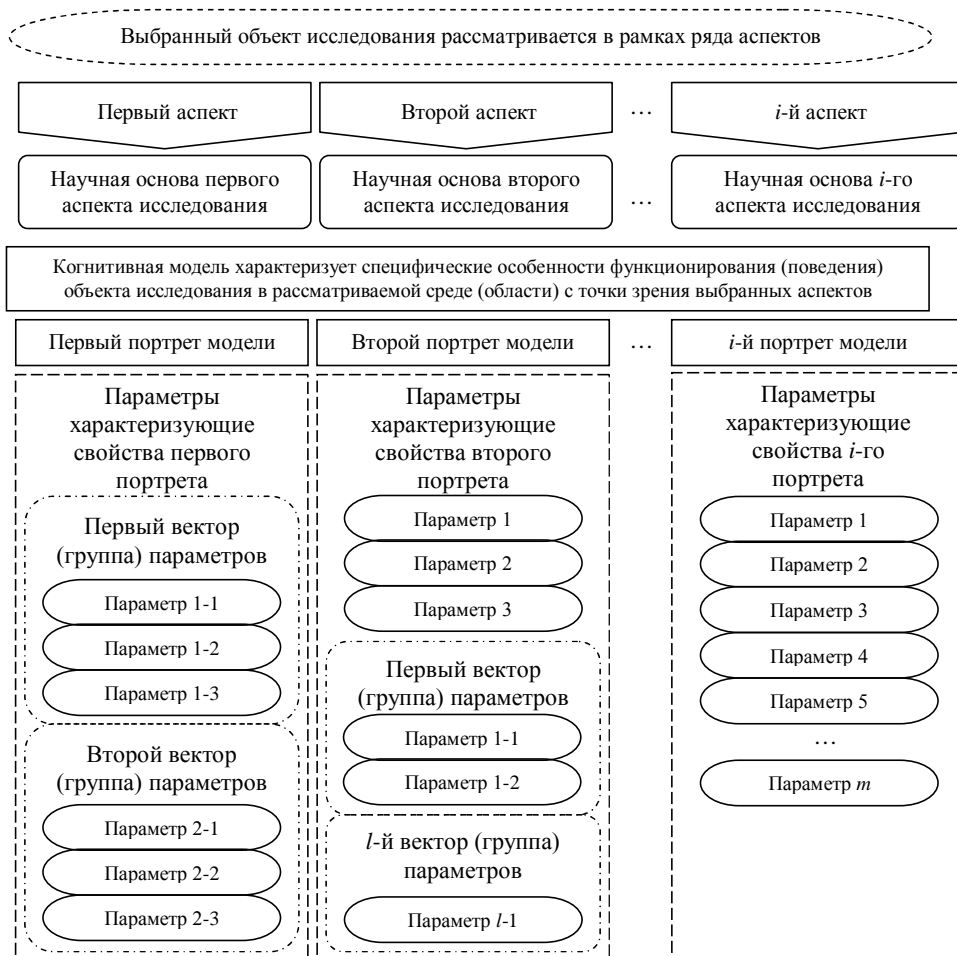 Выбранный объект исследования рассматривается в рамках ряда аспектов
Первый аспект
Второй аспект
…
i-й аспект
Научная основа первого
аспекта исследования
Научная основа второго
аспекта исследования
…
Научная основа i-го
аспекта исследования
Когнитивная модель характеризует специфические особенности функционирования (поведения)
объекта исследования в рассматриваемой среде (области) с точки зрения выбранных аспектов
Первый портрет модели
Второй портрет модели
…
i-й портрет модели
Параметры
характеризующие
свойства первого
портрета
Первый вектор
(группа) параметров
Параметр 1-1
Параметр 1-2
Параметр 1-3
Второй вектор
(группа) параметров
Параметр 2-1
Параметр 2-2
Параметр 2-3
Параметры
характеризующие
свойства второго
портрета
Параметр 1
Параметр 2
Параметр 3
Первый вектор
(группа) параметров
Параметр 1-1
Параметр 1-2
l-й вектор (группа)
параметров
Параметр l-1
Параметры
характеризующие
свойства i-го
портрета
Параметр 1
Параметр 2
Параметр 3
Параметр 4
Параметр 5
…
Параметр m